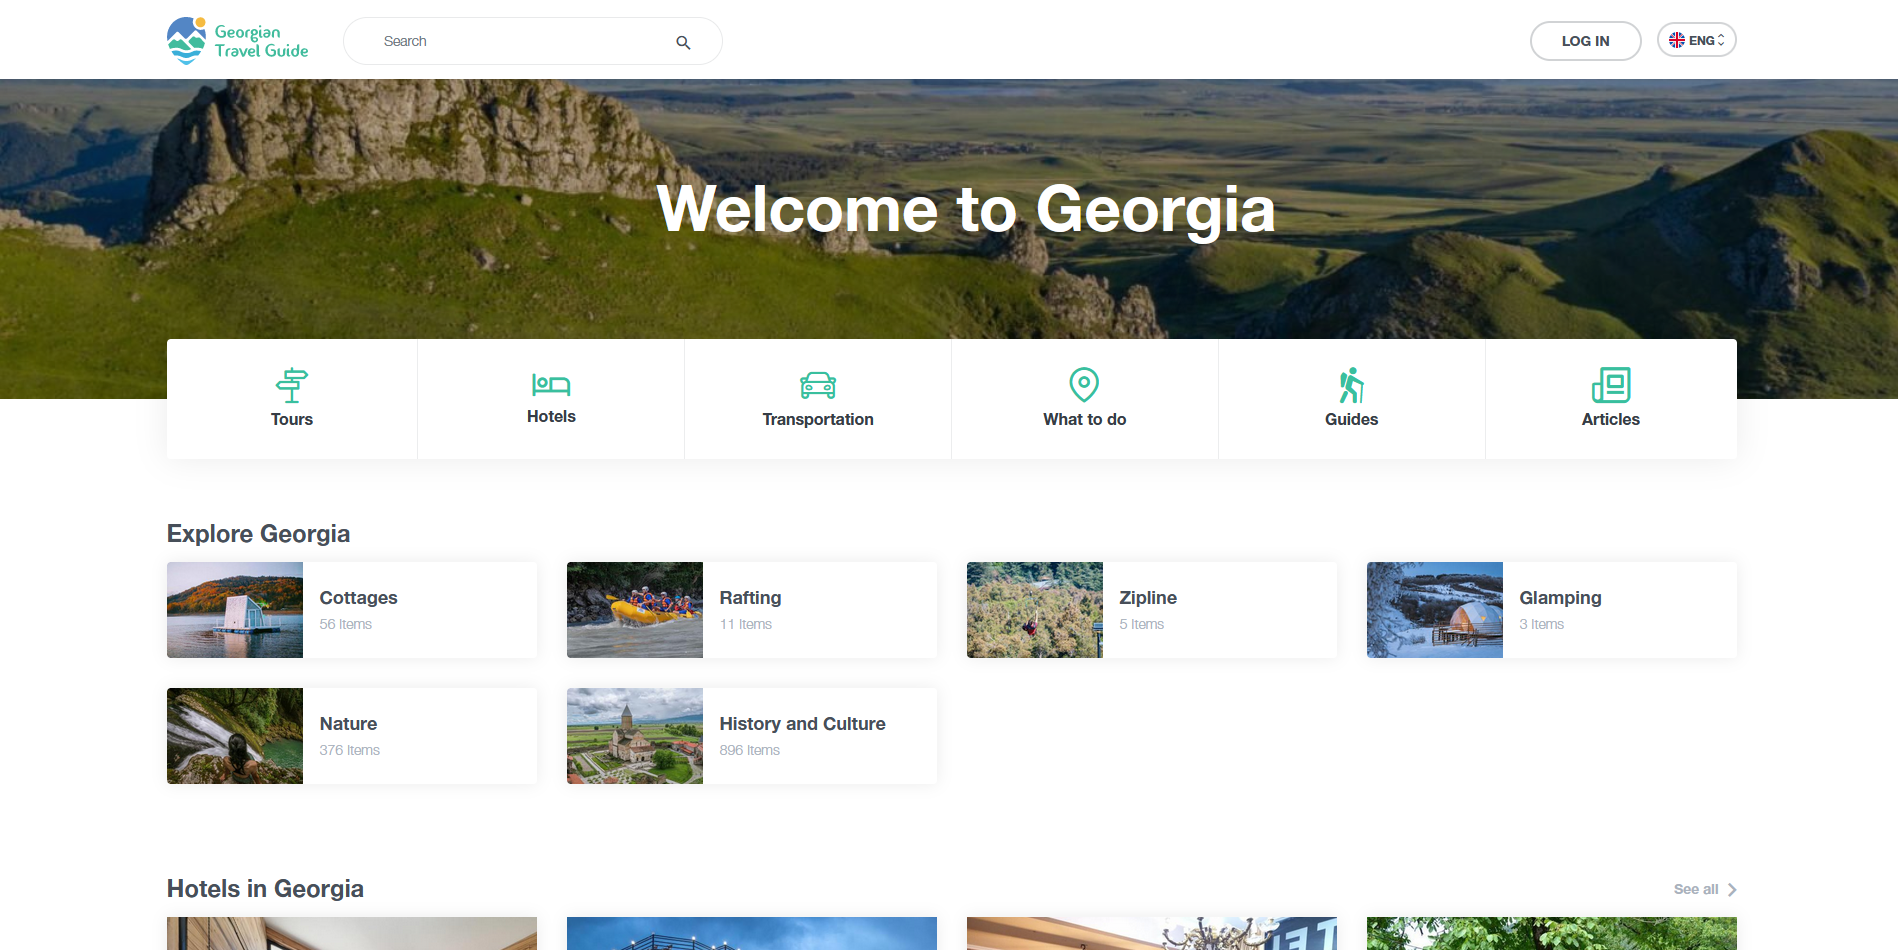 Georgian
Travel Guide
Search
LOG IN
ENG
Welcome to Georgia
Tours
Hotels
Transportation
What to do
Guides
Articles
Explore Georgia
Cottages
56 Items
Rafting
11 Items
Zipline
5 Items
Glamping
3 Items
Nature
376 Items
History and Culture
896 Items
Hotels in Georgia
See all